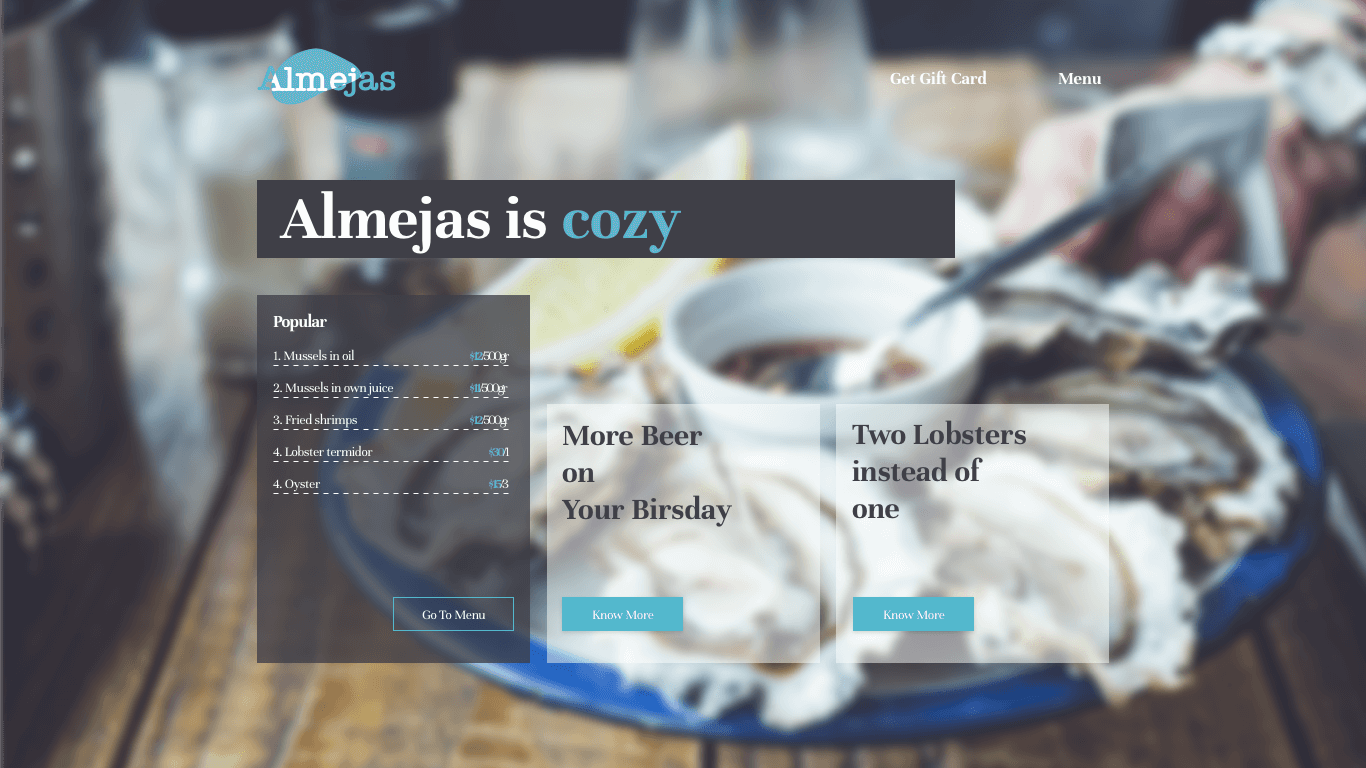 Almejas
Get Gift Card
Menu
Almejas is cozy
Popular
1. Mussels in oil $12/500gr
2. Mussels in own juice $11/500gr
3. Fried shrimps $12/500gr
4. Lobster termidor $30/1
4. Oyster $15/3
Go To Menu
More Beer
on
Your Birsday
Know More
Two Lobsters
instead of
one
Know More